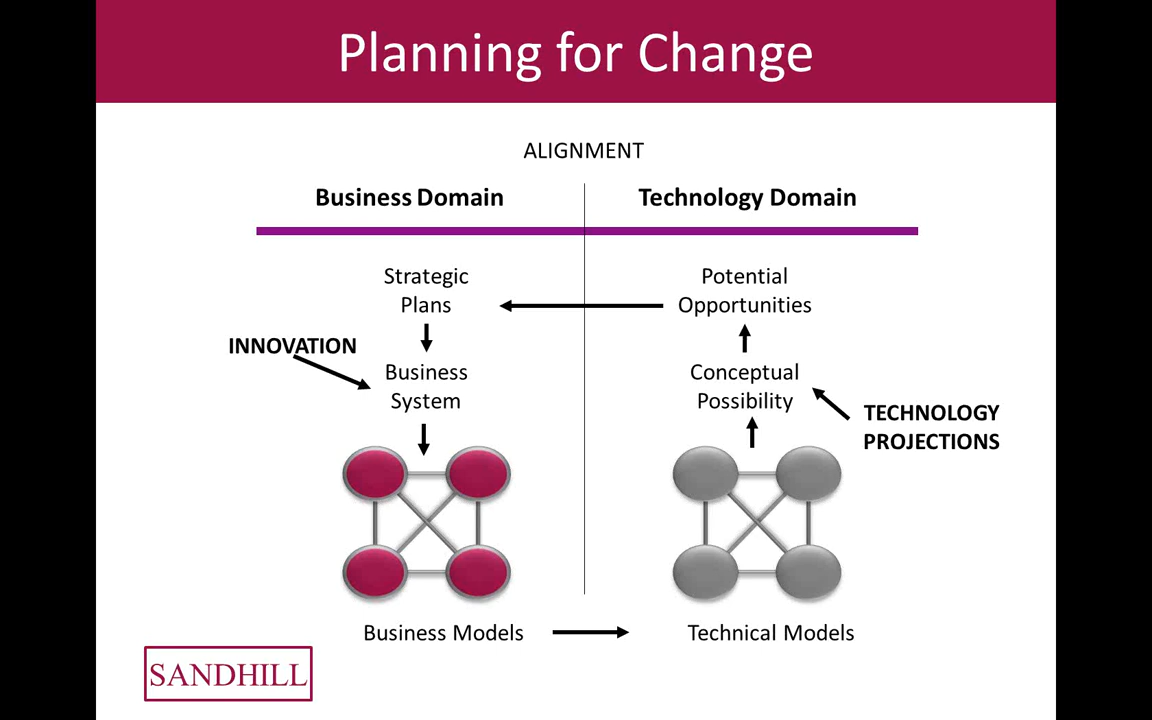 Planning for Change
ALIGNMENT
Business Domain
Technology Domain
Strategic
Plans
Potential
Opportunities
INNOVATION
Business
System
Conceptual
Possibility
TECHNOLOGY
PROJECTIONS
Business Models
Technical Models
SANDHILL